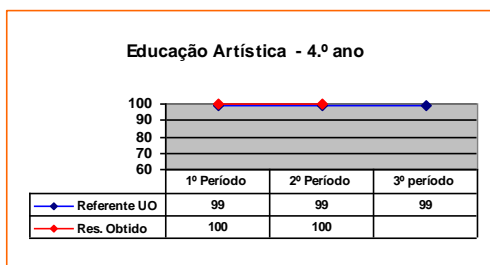 Educação Artística - 4.º ano
100
90
80
70
60
1º Período 2º Período 3º período
Referente UO 99 99 99
Res. Obtido 100 100